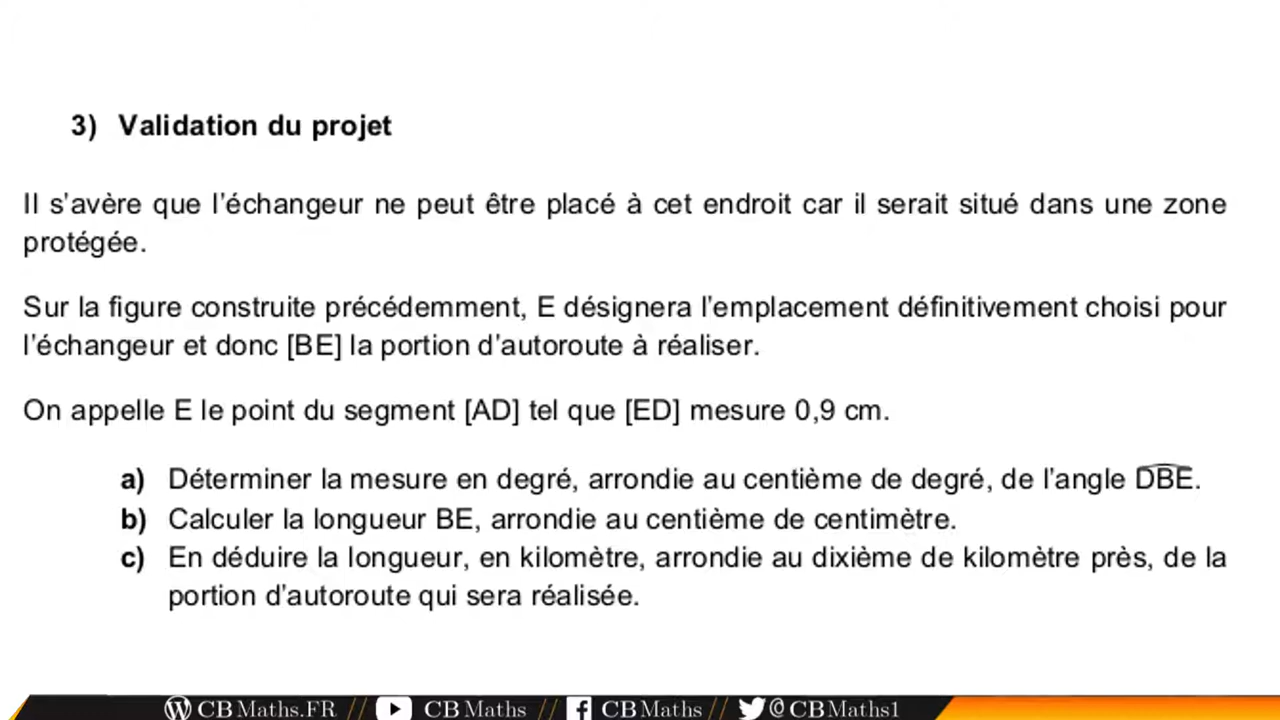 3) Validation du projet
Il s'avère que l'échangeur ne peut être placé à cet endroit car il serait situé dans une zone
protégée.
Sur la figure construite précédemment, E désignera l'emplacement définitivement choisi pour
l'échangeur et donc [BE] la portion d'autoroute à réaliser.
On appelle E le point du segment [AD] tel que [ED] mesure 0,9 cm.
a) Déterminer la mesure en degré, arrondie au centième de degré, de l'angle DBE.
b) Calculer la longueur BE, arrondie au centième de centimètre.
c) En déduire la longueur, en kilomètre, arrondie au dixième de kilomètre près, de la
portion d'autoroute qui sera réalisée.
CB Maths.FR // CB Maths // CB Maths // @CBMaths1